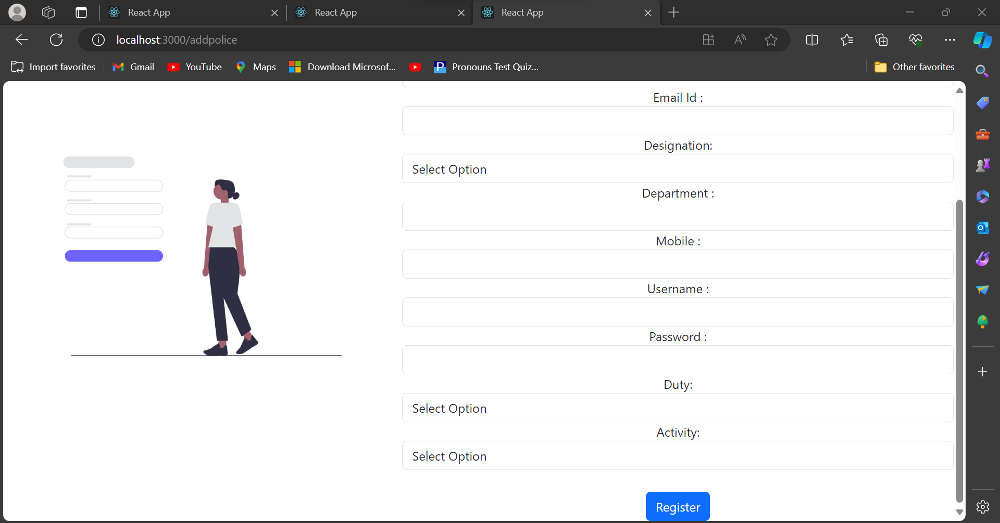 React App
React App
React App
localhost:3000/addpolice
Import favorites
Gmail
YouTube
Maps
Download Microsof...
P
Pronouns Test Quiz...
Other favorites
Email Id :
Designation:
Select Option
Department :
Mobile :
Username :
Password :
Duty:
Select Option
Activity:
Select Option
Register